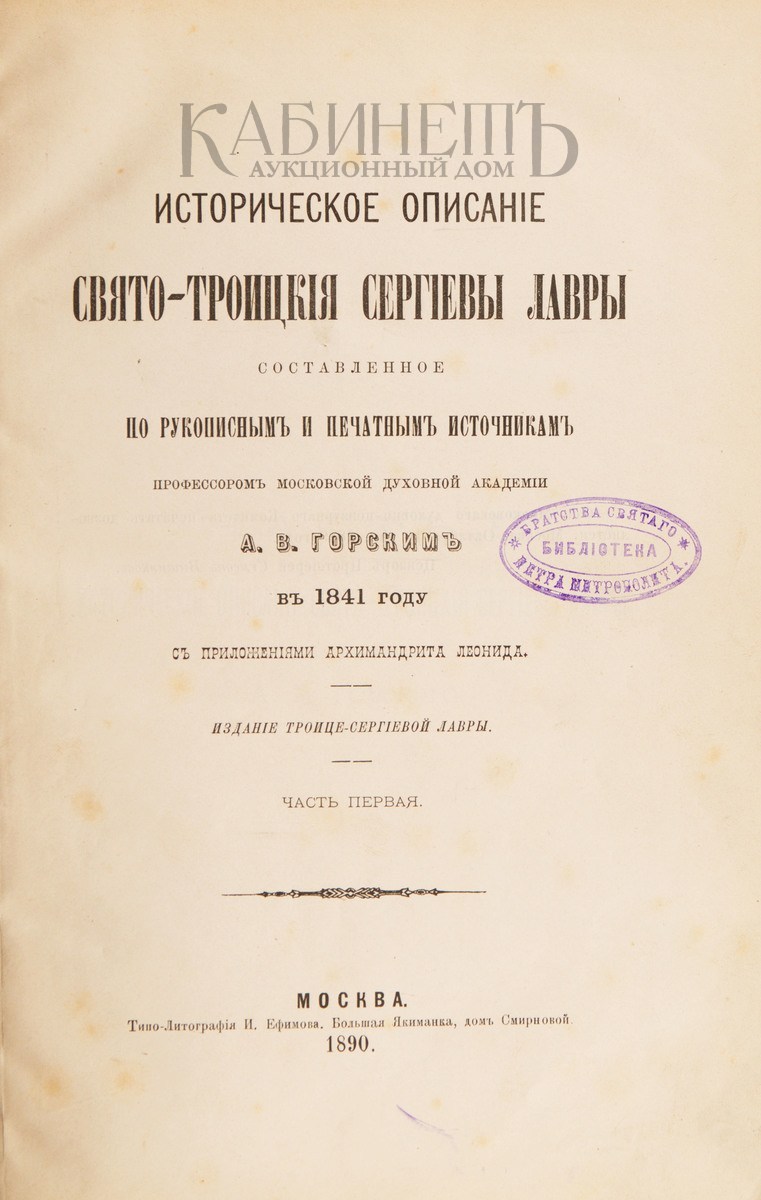 КАБИНЕТЪ
АУКЦИОННЫЙ ДОМ
ИСТОРИЧЕСКОЕ ОПИСАНІЕ
СВЯТО-ТРОИЦКІЯ СЕРГІЕВЫ ЛАВРЫ
СОСТАВЛЕННОЕ
ПО РУКОПИСНЫМЪ И ПЕЧАТНЫМЪ ИСТОЧНИКАМЪ
ПРОФЕССОРОМЪ МОСКОВСКОЙ ДУХОВНОЙ АКАДЕМІИ
А. В. ГОРСКИМЪ
БРАТСТВА СВЯТАГО
БИБЛІОТЕКА
ПЕТРА МИТРОПОЛИТА.
ВЪ 1841 ГОДУ
СЪ ПРИЛОЖЕНІЯМИ АРХИМАНДРИТА ЛЕОНИДА.
ИЗДАНІЕ ТРОИЦЕ-СЕРГІЕВОЙ ЛАВРЫ.
ЧАСТЬ ПЕРВАЯ.
МОСКВА.
Типо-Литографія И. Ефимова. Большая Якиманка, домъ Смирновой.
1890.